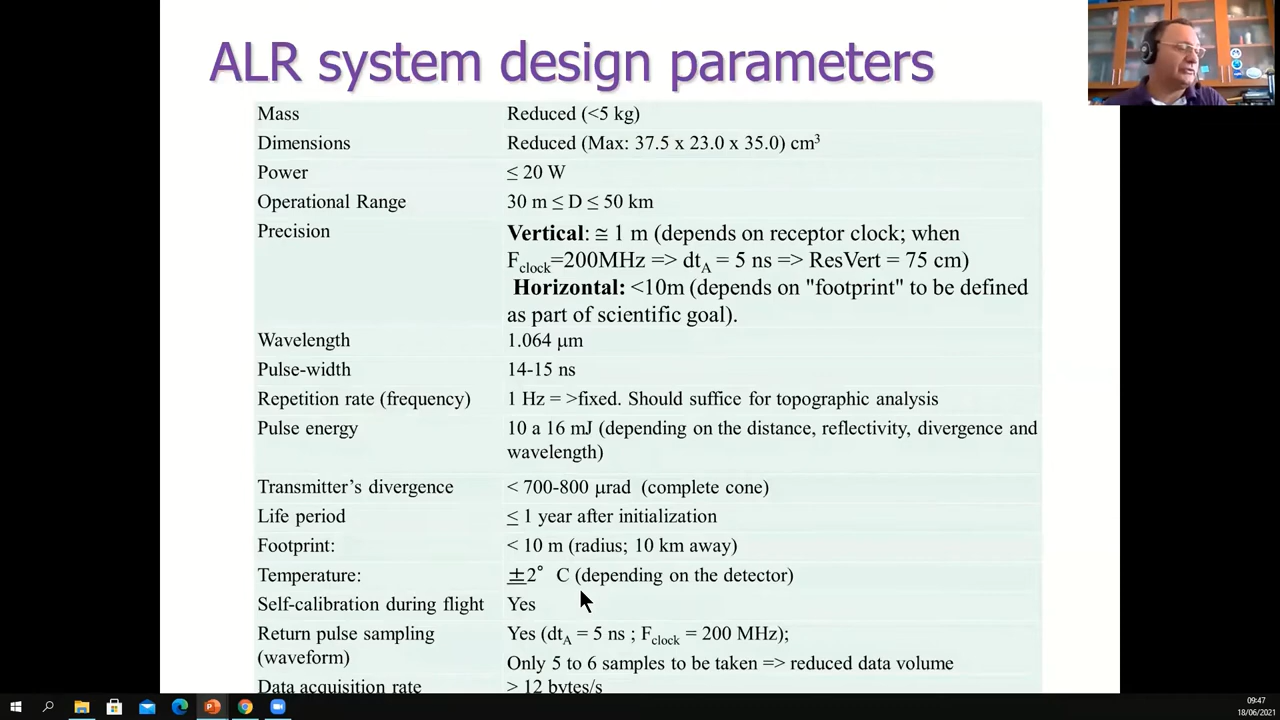 ALR system design parameters
Mass Reduced (<5 kg)
Dimensions Reduced (Max: 37.5 x 23.0 x 35.0) cm³
Power ≤ 20 W
Operational Range 30 m ≤ D ≤ 50 km
Precision Vertical: ≅ 1 m (depends on receptor clock; when
Fclock=200MHz => dtA = 5 ns => ResVert = 75 cm)
Horizontal: <10m (depends on "footprint" to be defined
as part of scientific goal).
Wavelength 1.064 µm
Pulse-width 14-15 ns
Repetition rate (frequency) 1 Hz = >fixed. Should suffice for topographic analysis
Pulse energy 10 a 16 mJ (depending on the distance, reflectivity, divergence and
wavelength)
Transmitter's divergence < 700-800 µrad (complete cone)
Life period ≤ 1 year after initialization
Footprint: < 10 m (radius; 10 km away)
Temperature: ±2° C (depending on the detector)
Self-calibration during flight Yes
Return pulse sampling Yes (dtA = 5 ns ; Fclock = 200 MHz);
(waveform) Only 5 to 6 samples to be taken => reduced data volume
Data acquisition rate > 12 bytes/s
09:47
18/06/2021